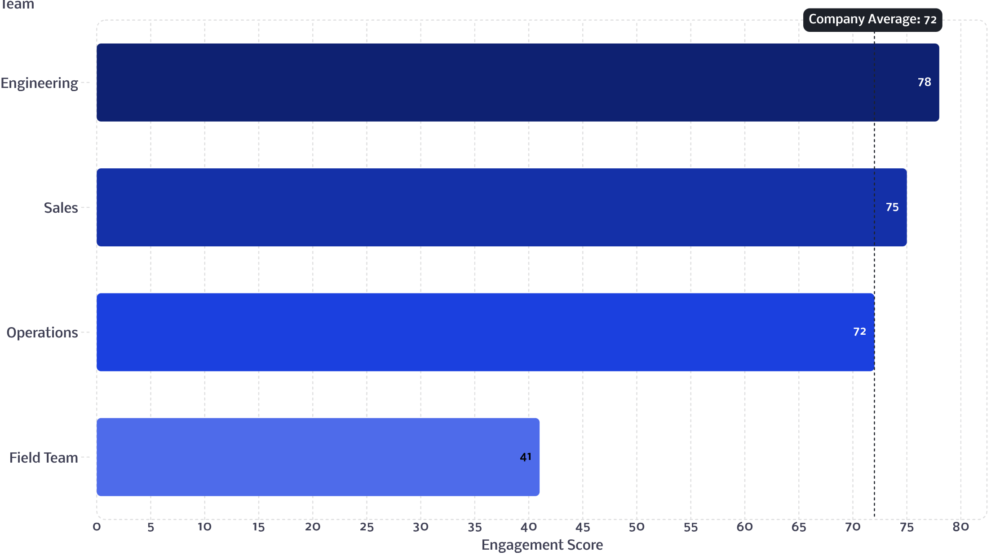 Team
Company Average: 72
Engineering
78
Sales
75
Operations
72
Field Team
41
0 5 10 15 20 25 30 35 40 45 50 55 60 65 70 75 80
Engagement Score